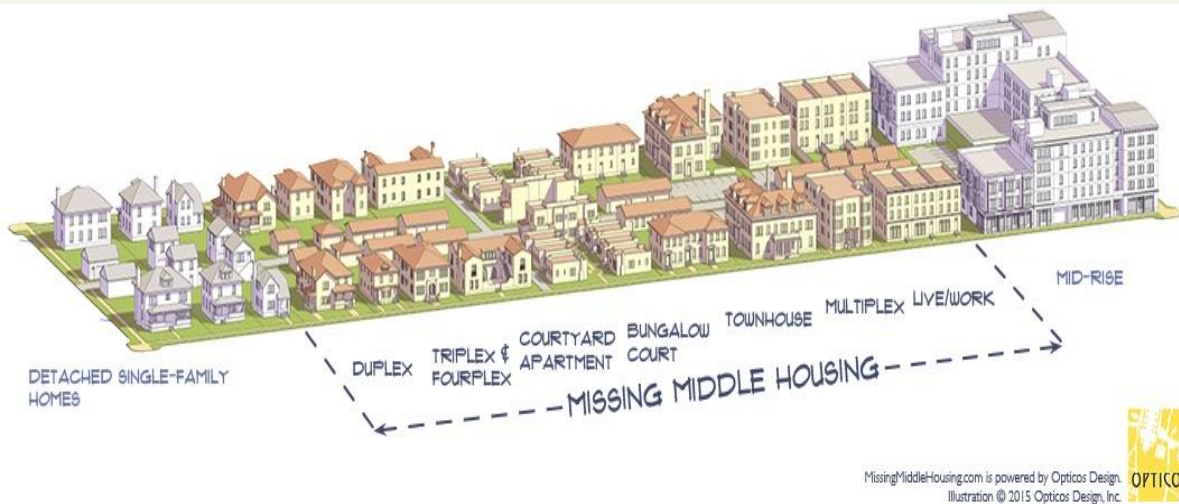 DETACHED SINGLE-FAMILY
HOMES
DUPLEX
TRIPLEX &
FOURPLEX
COURTYARD
APARTMENT
BUNGALOW
COURT
TOWNHOUSE
MULTIPLEX
LIVE/WORK
MID-RISE
MISSING MIDDLE HOUSING
MissingMiddleHousing.com is powered by Opticos Design.
Illustration © 2015 Opticos Design, Inc.
OPTICO